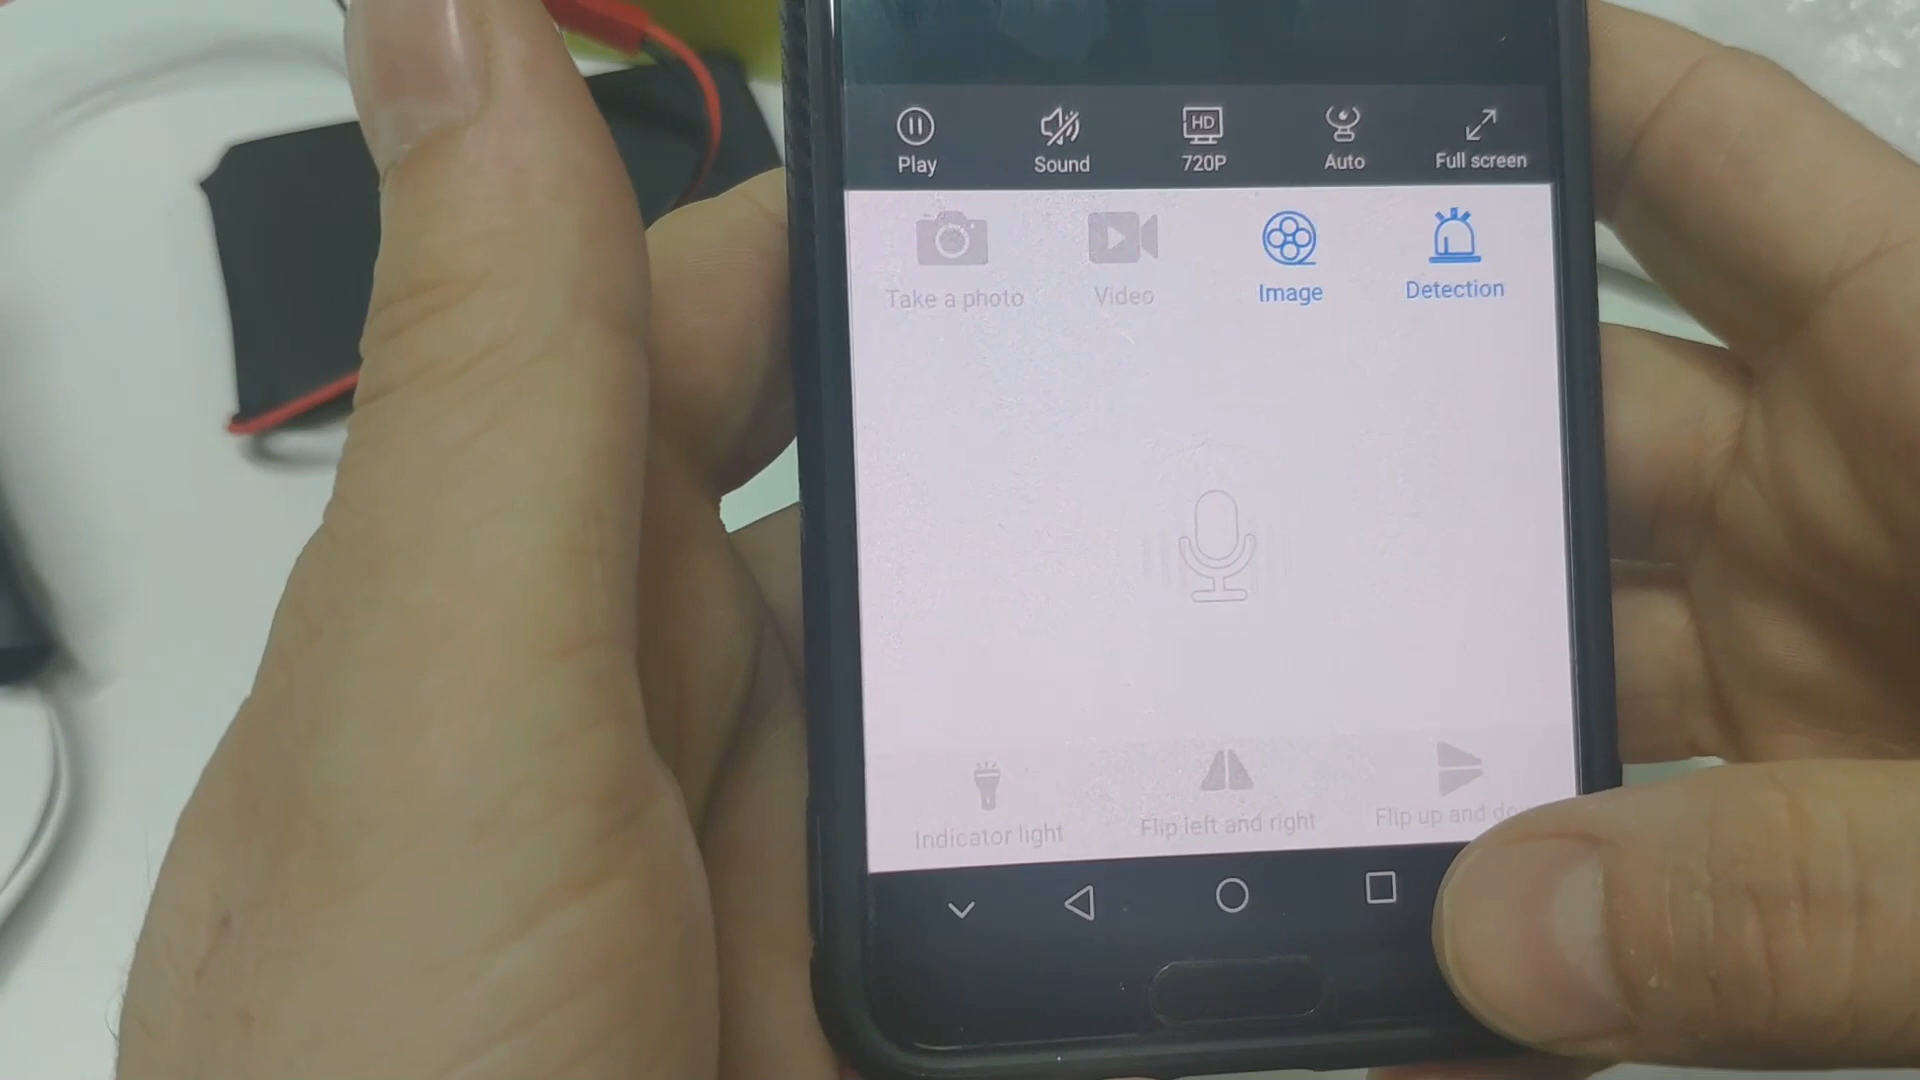 Play
Sound
HD
720P
Auto
Full screen
Take a photo
Video
Image
Detection
Indicator light
Flip left and right
Flip up and